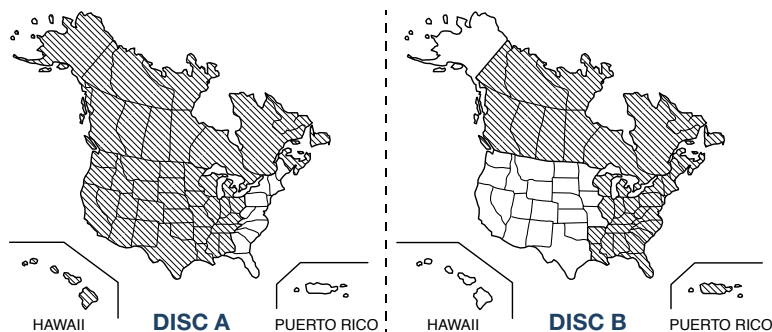 HAWAII DISC A PUERTO RICO
HAWAII DISC B PUERTO RICO